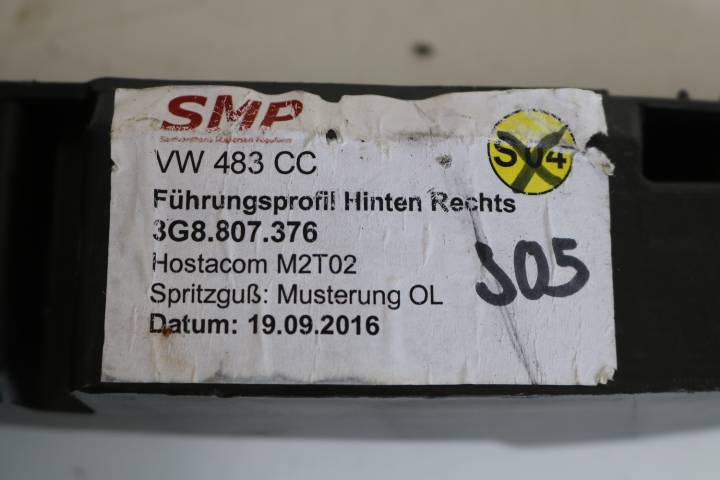 SMP
VW 483 CC
S 04
Führungsprofil Hinten Rechts
3G8.807.376
Hostacom M2T02
Spritzguß: Musterung OL
S05
Datum: 19.09.2016